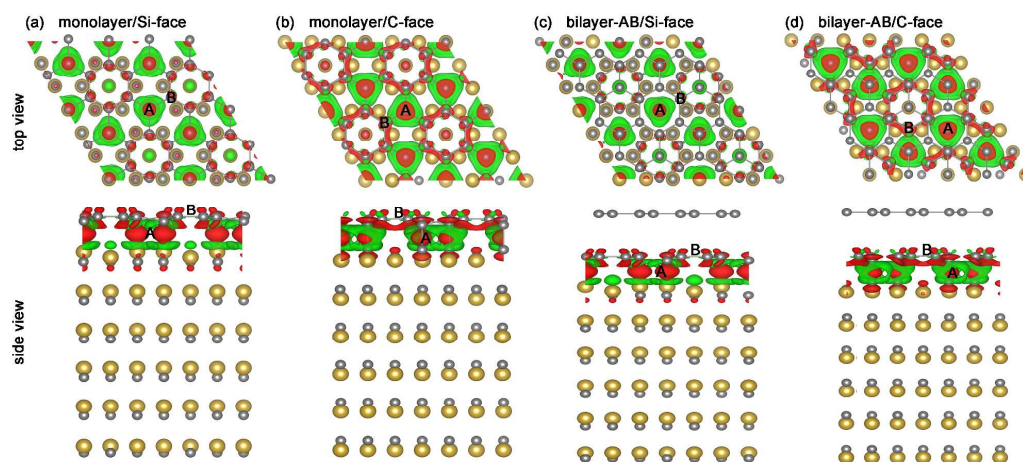 (a) monolayer/Si-face
(b) monolayer/C-face
(c) bilayer-AB/Si-face
(d) bilayer-AB/C-face
top view
A B
B A
A B
B A
side view
B
A
B
A
B
A
B
A